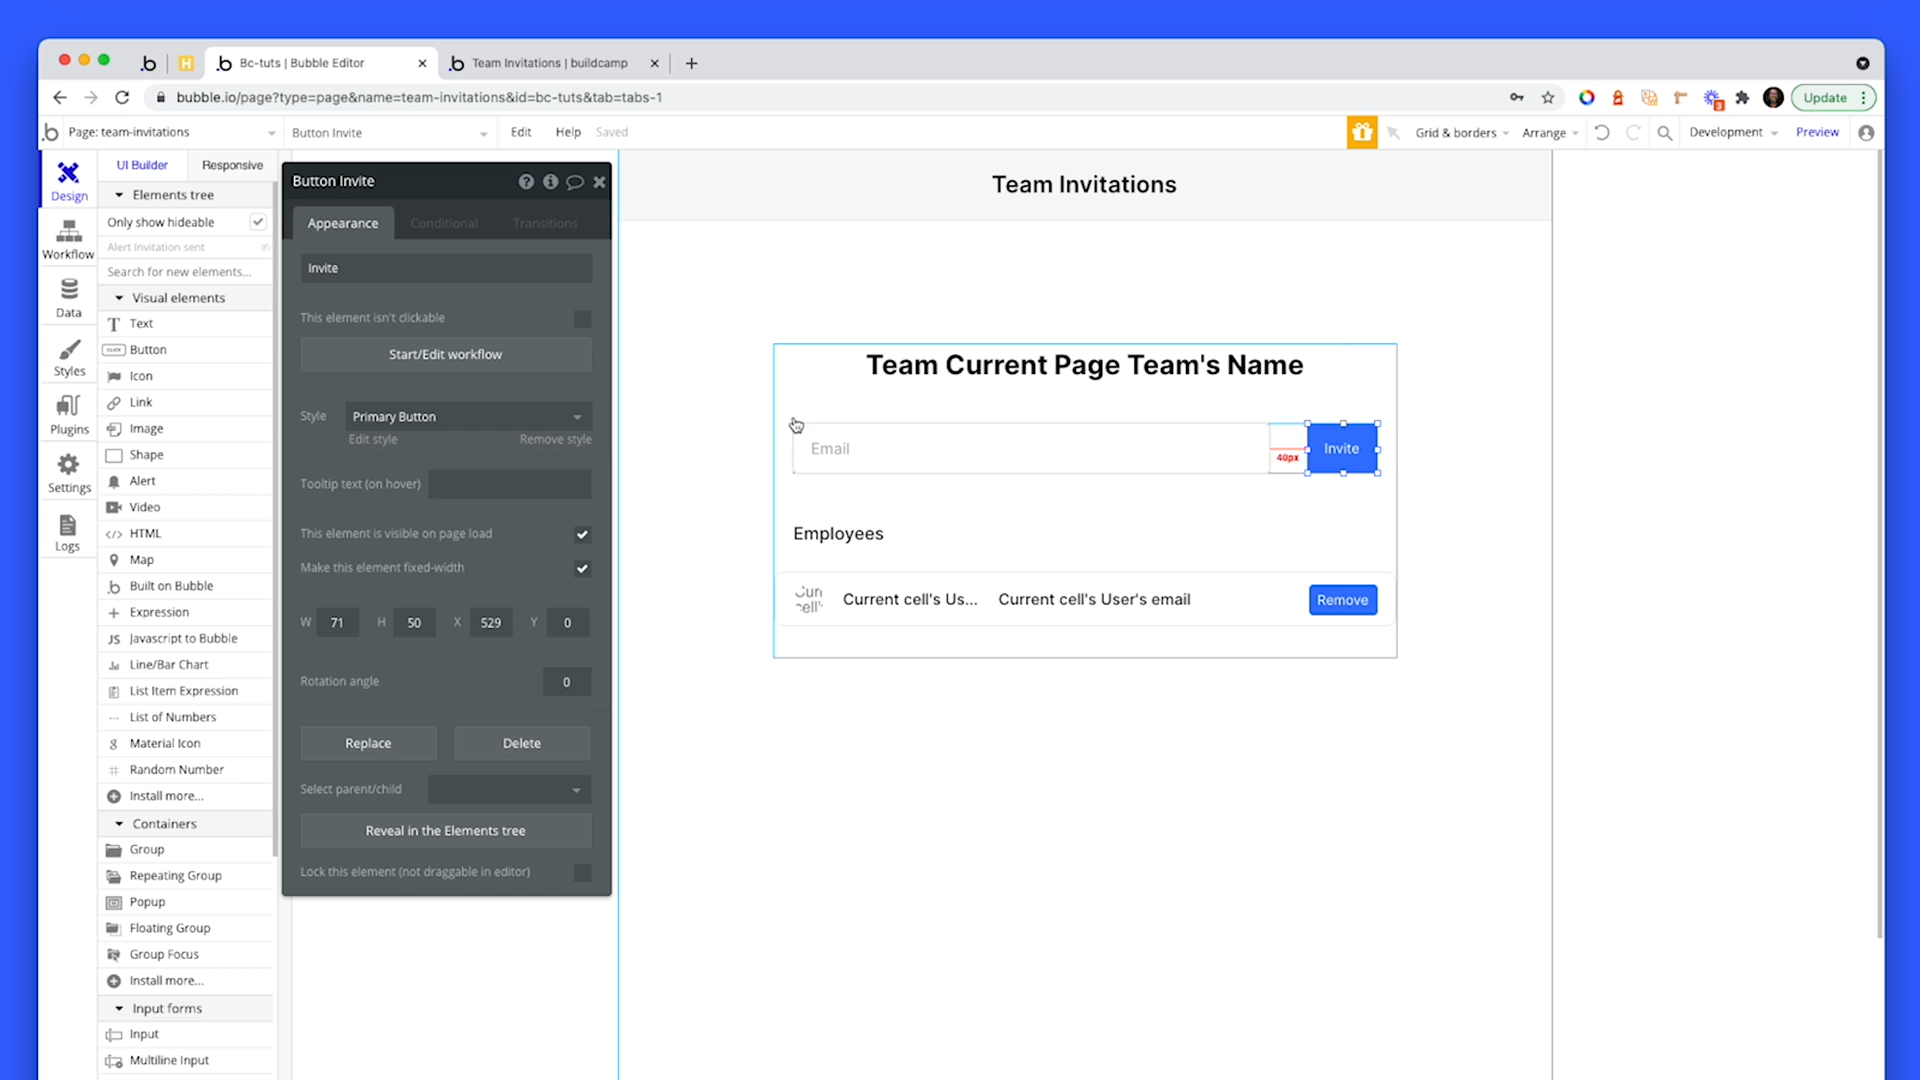 Bc-tuts | Bubble Editor
Team Invitations | buildcamp
bubble.io/page?type=page&name=team-invitations&id=bc-tuts&tab=tabs-1
3
Update
Page: team-invitations
Button Invite
Edit
Help
Saved
Grid & borders
Arrange
Development
Preview
Design
Workflow
Data
Styles
Plugins
Settings
Logs
UI Builder
Responsive
Elements tree
Only show hideable
Alert Invitation sent
Search for new elements...
Visual elements
Text
CLICK
Button
Icon
Link
Image
Shape
Alert
Video
HTML
Map
Built on Bubble
Expression
JS
Javascript to Bubble
Line/Bar Chart
List Item Expression
List of Numbers
Material Icon
Random Number
Install more...
Containers
Group
Repeating Group
Popup
Floating Group
Group Focus
Install more...
Input forms
Input
Multiline Input
Button Invite
Appearance
Conditional
Transitions
Invite
This element isn't clickable
Start/Edit workflow
Style
Primary Button
Edit style
Remove style
Tooltip text (on hover)
This element is visible on page load
Make this element fixed-width
W 71 H 50 X 529 Y 0
Rotation angle
0
Replace
Delete
Select parent/child
Reveal in the Elements tree
Lock this element (not draggable in editor)
Team Invitations
Team Current Page Team's Name
Email
40px
Invite
Employees
Curr
cell's
Current cell's Us...
Current cell's User's email
Remove